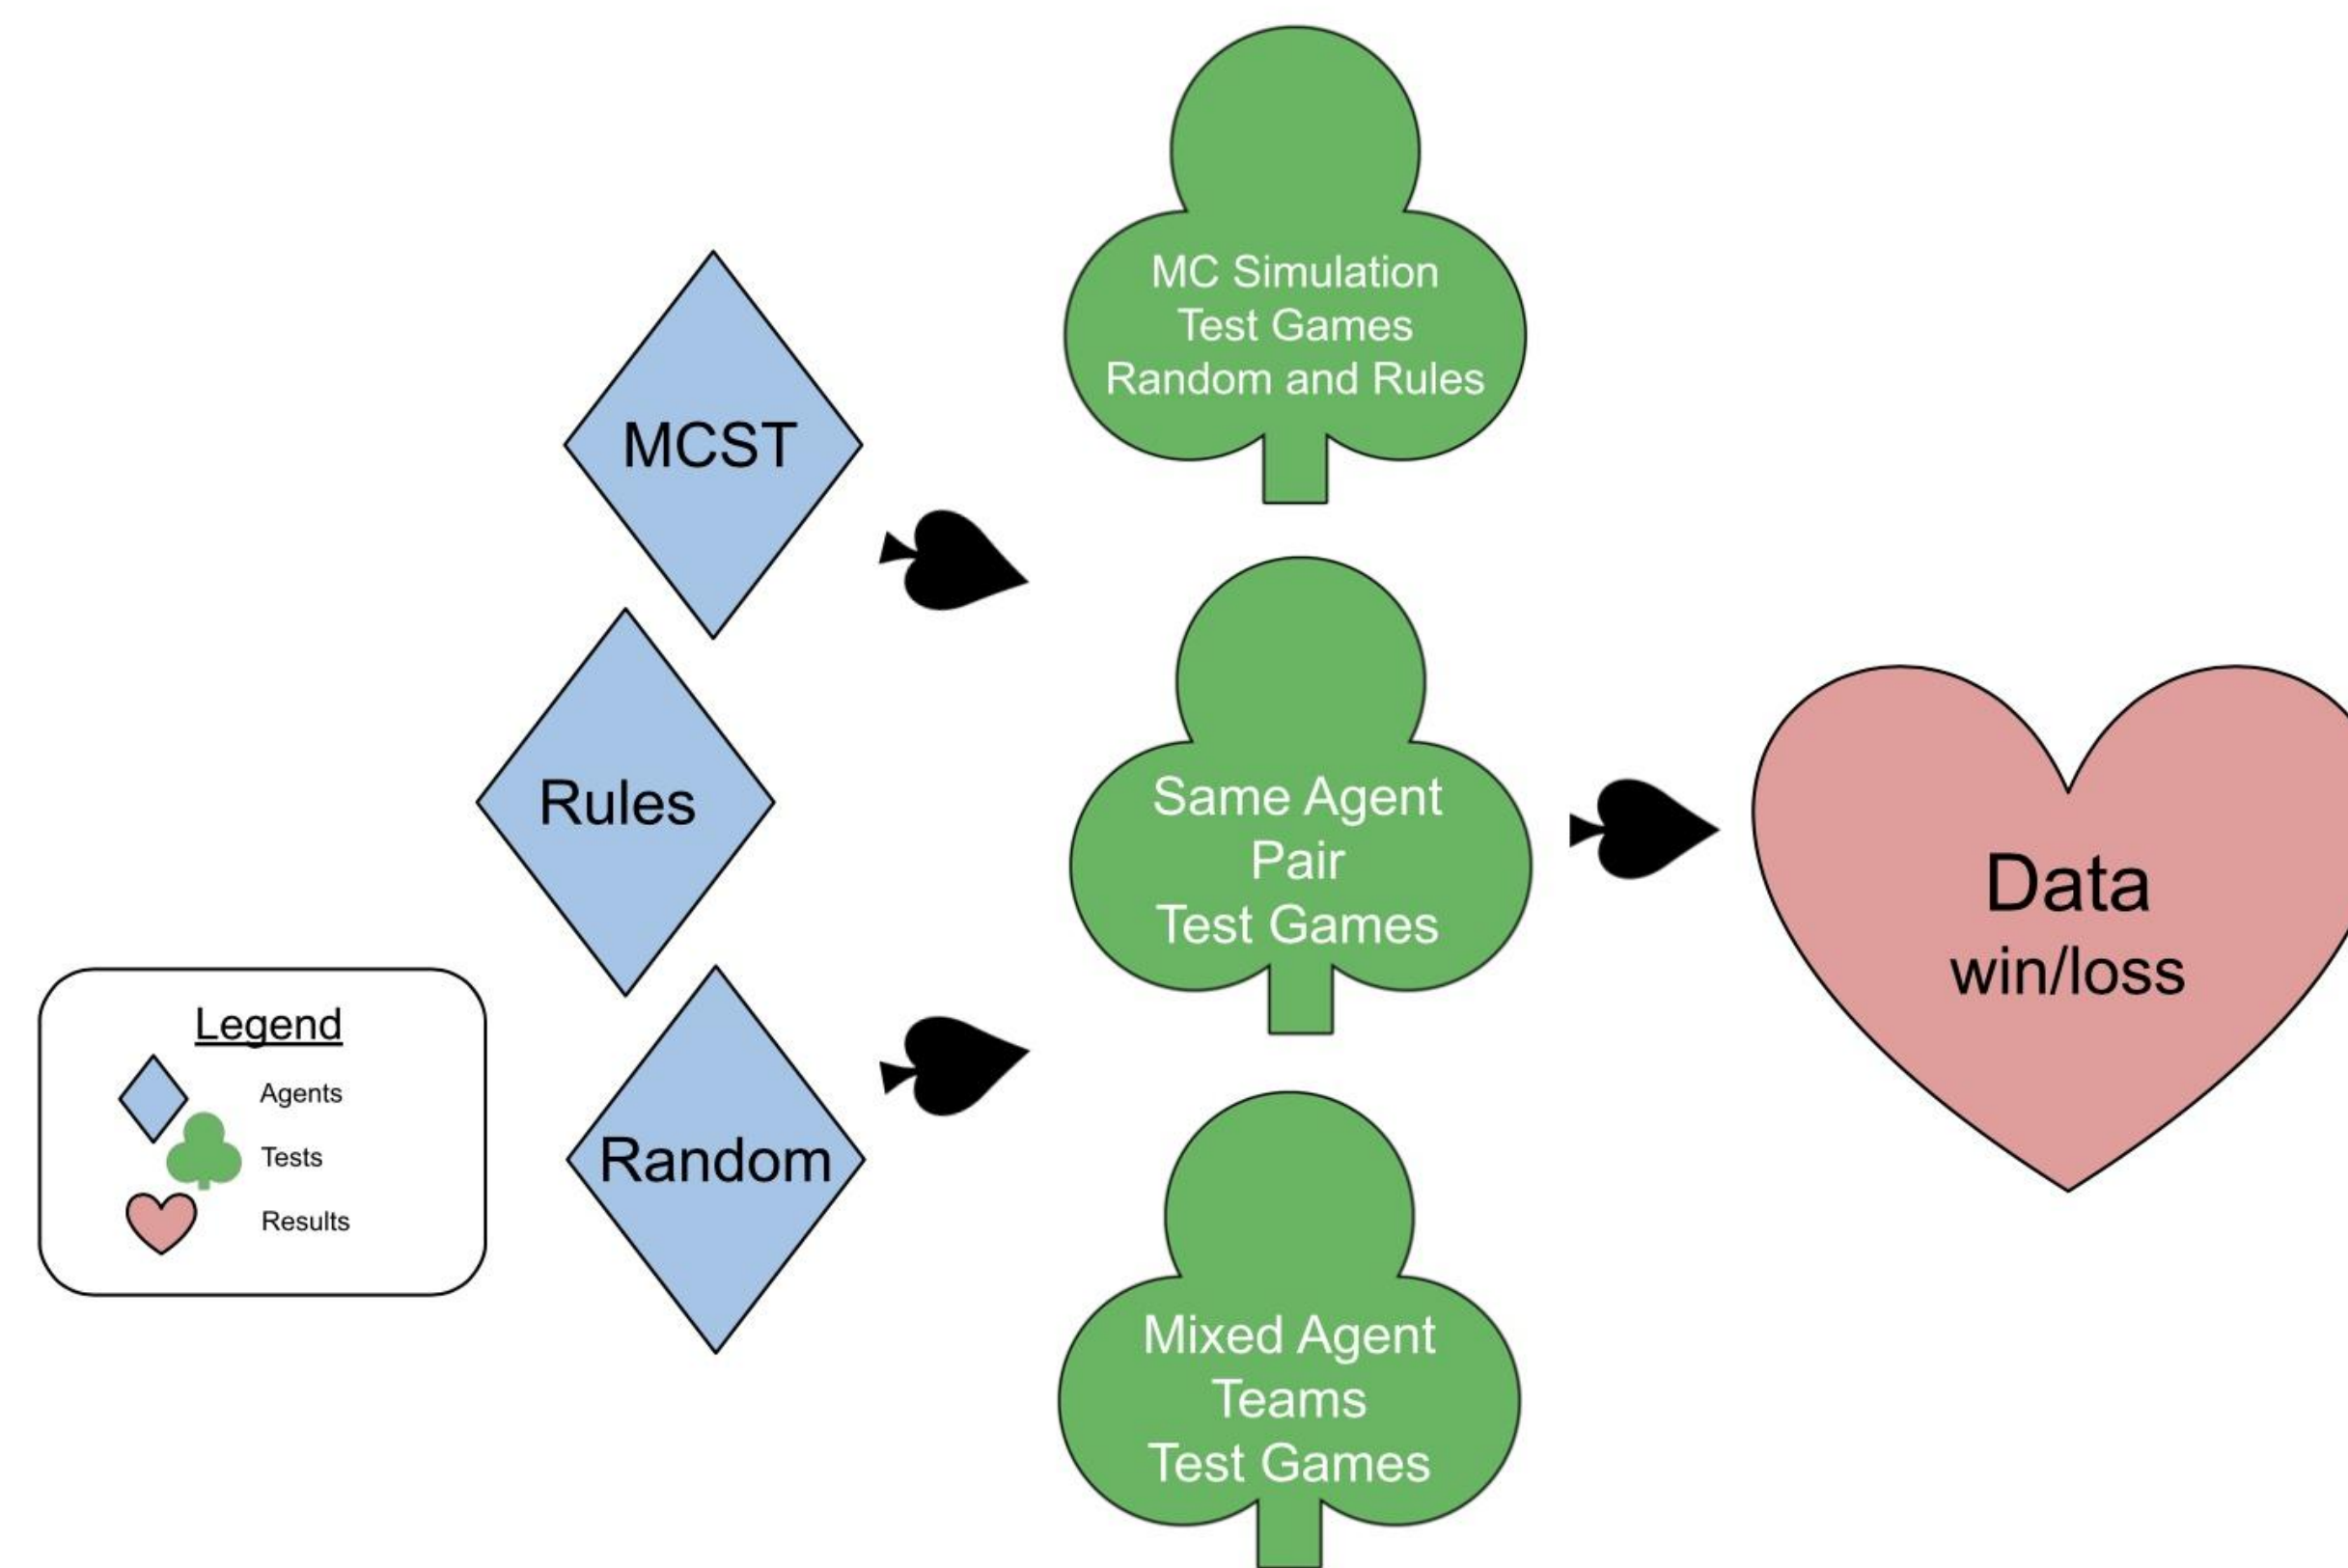 MC Simulation
Test Games
Random and Rules
MCST
Rules
Random
Same Agent
Pair
Test Games
Mixed Agent
Teams
Test Games
Data
win/loss
Legend
Agents
Tests
Results